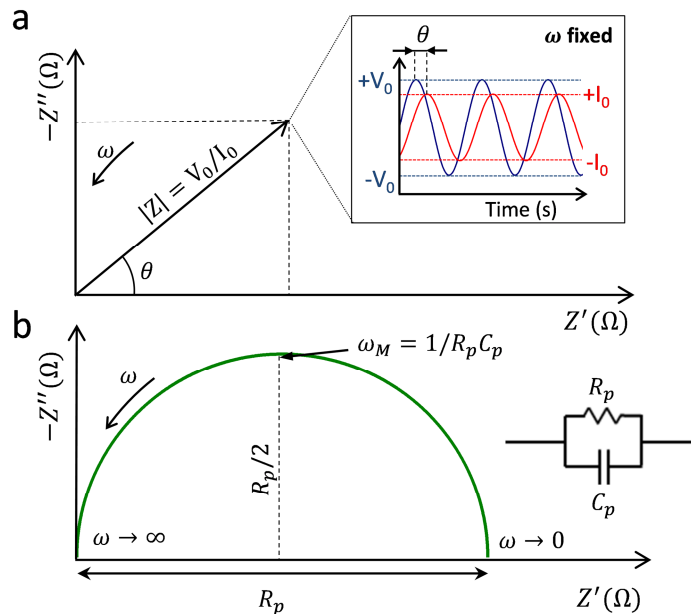 a
−Z′′(Ω)
ω
|Z| = V₀/I₀
θ
Z′(Ω)
θ
ω fixed
+V₀
+I₀
-I₀
-V₀
Time (s)
b
−Z′′(Ω)
ω
ω_M = 1/R_pC_p
R_p/2
ω → ∞
ω → 0
R_p
Z′(Ω)
R_p
C_p